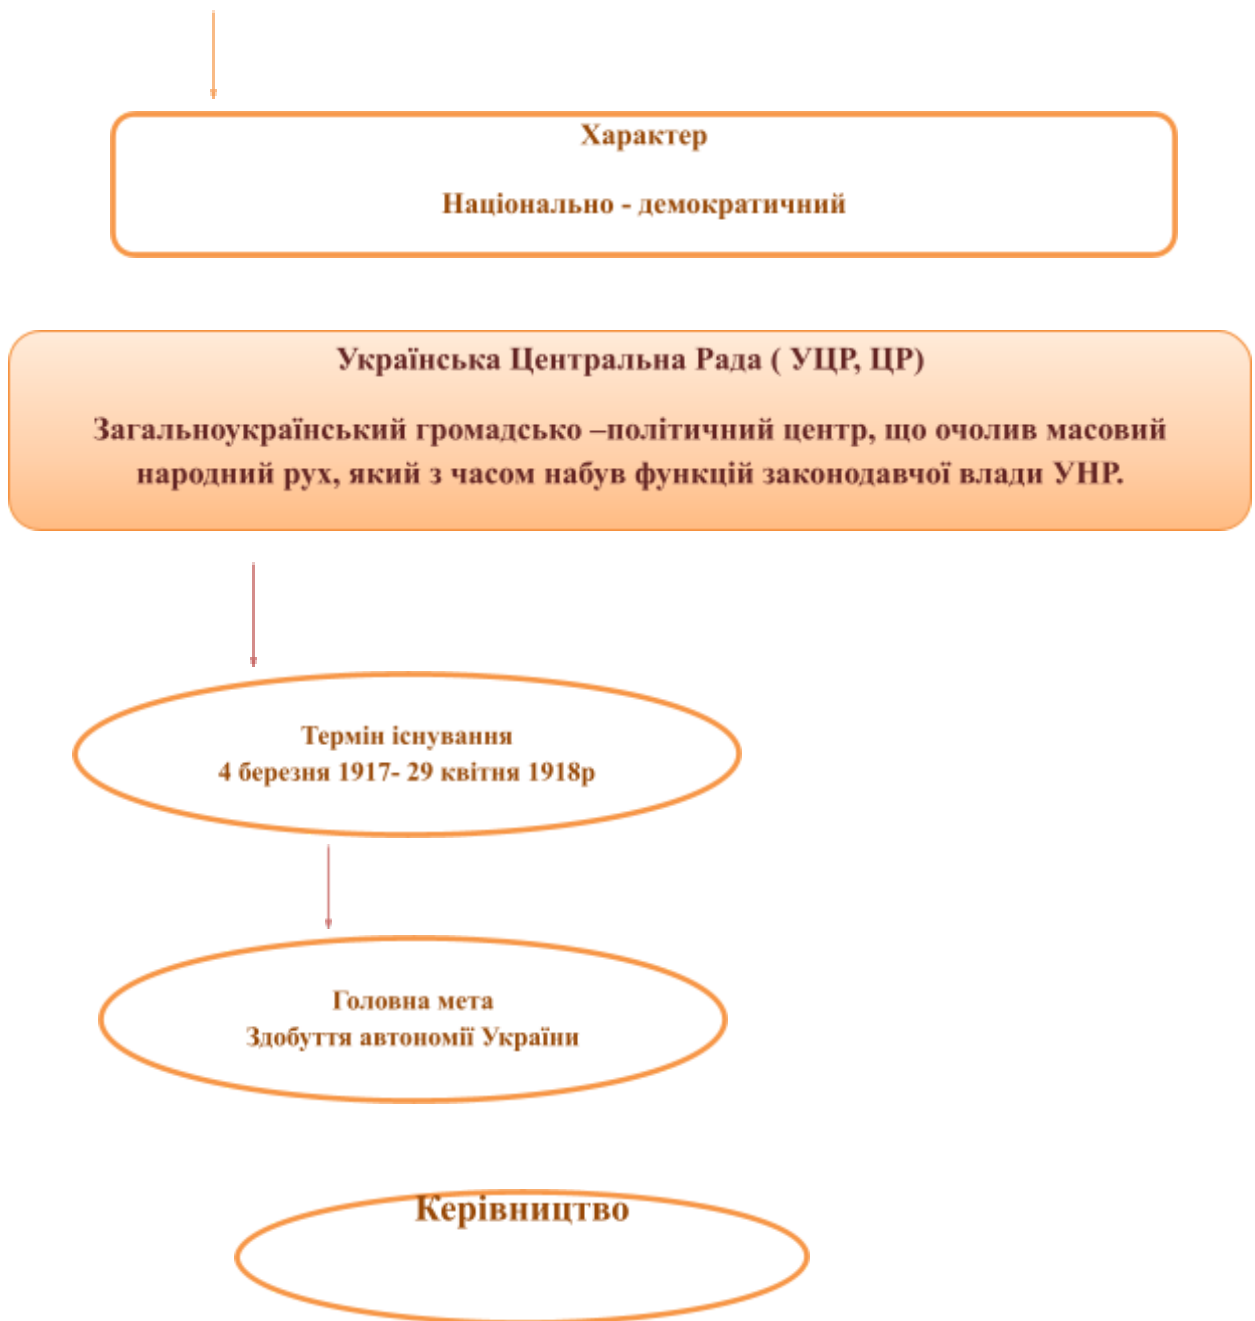 Характер
Національно - демократичний
Українська Центральна Рада ( УЦР, ЦР)
Загальноукраїнський громадсько –політичний центр, що очолив масовий
народний рух, який з часом набув функцій законодавчої влади УНР.
Термін існування
4 березня 1917- 29 квітня 1918р
Головна мета
Здобуття автономії України
Керівництво